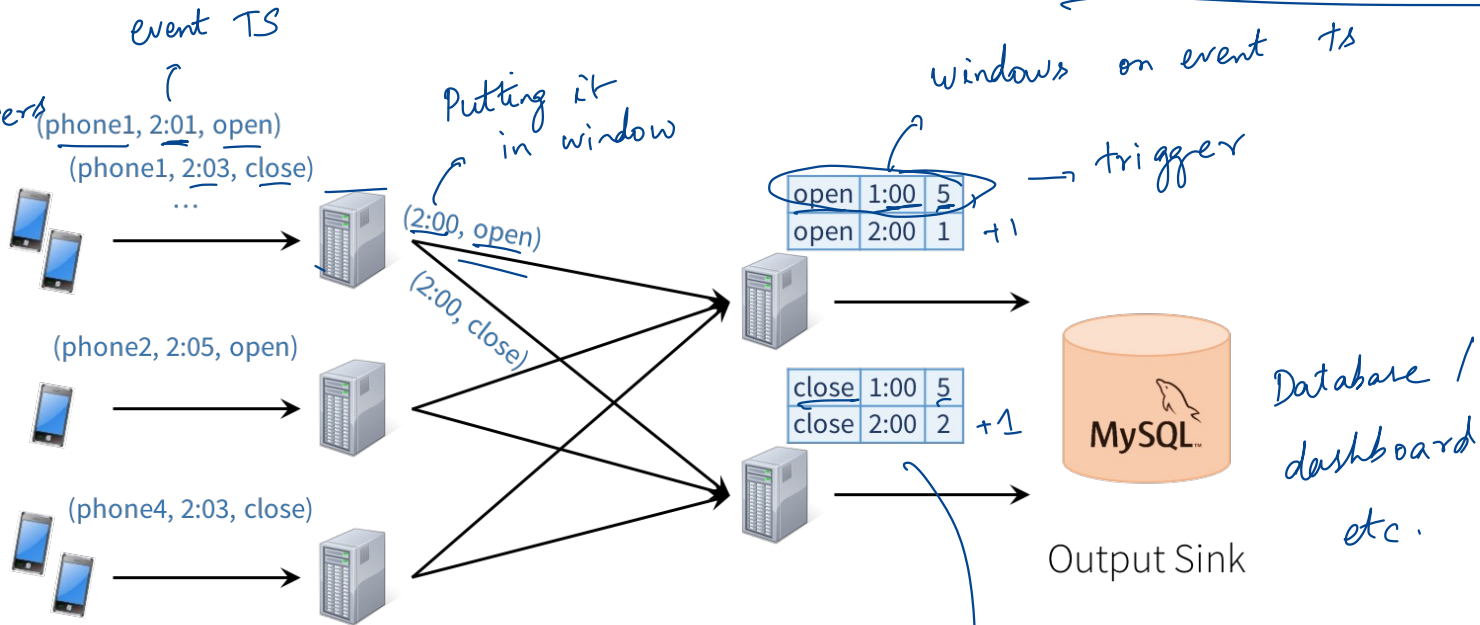 event TS
(phone1, 2:01, open)
(phone1, 2:03, close)
...
Putting it
in window
windows on event ts
trigger
(2:00, open)
(2:00, close)
open 1:00 5
open 2:00 1 +1
(phone2, 2:05, open)
close 1:00 5
close 2:00 2 +1
MySQL™
Database /
dashboard
etc.
(phone4, 2:03, close)
Output Sink